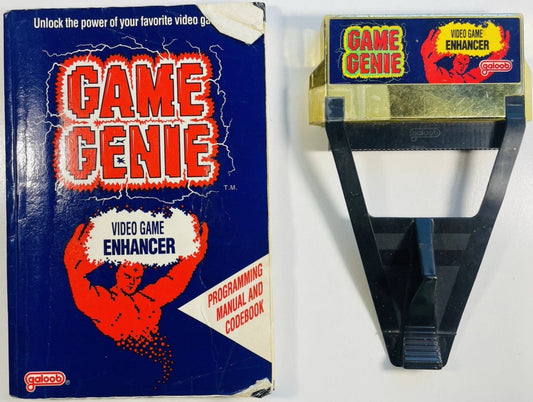 Unlock the power of your favorite video
GAME
GENIE
T.M.
VIDEO GAME
ENHANCER
PROGRAMMING
MANUAL AND
CODEBOOK
galoob
GAME
GENIE
VIDEO GAME
ENHANCER
galoob
galoob